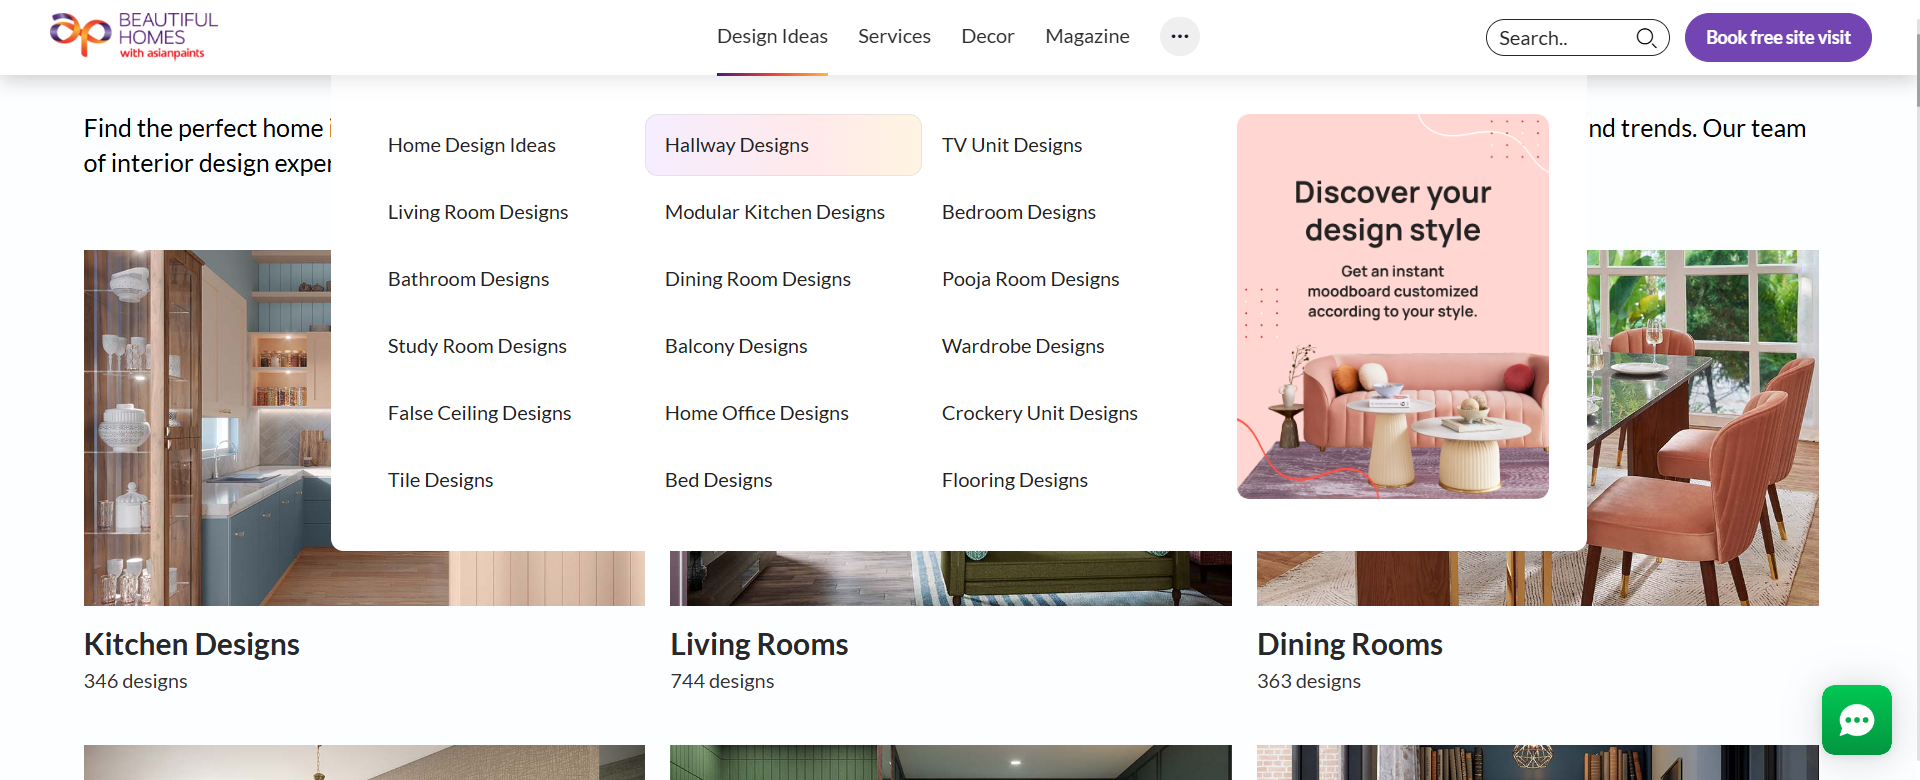 BEAUTIFUL
HOMES
with asianpaints
Design Ideas
Services
Decor
Magazine
Search..
Book free site visit
Find the perfect home
nd trends. Our team
of interior design exper
Home Design Ideas
Hallway Designs
TV Unit Designs
Living Room Designs
Modular Kitchen Designs
Bedroom Designs
Bathroom Designs
Dining Room Designs
Pooja Room Designs
Study Room Designs
Balcony Designs
Wardrobe Designs
False Ceiling Designs
Home Office Designs
Crockery Unit Designs
Tile Designs
Bed Designs
Flooring Designs
Discover your
design style
Get an instant
moodboard customized
according to your style.
Kitchen Designs
346 designs
Living Rooms
744 designs
Dining Rooms
363 designs